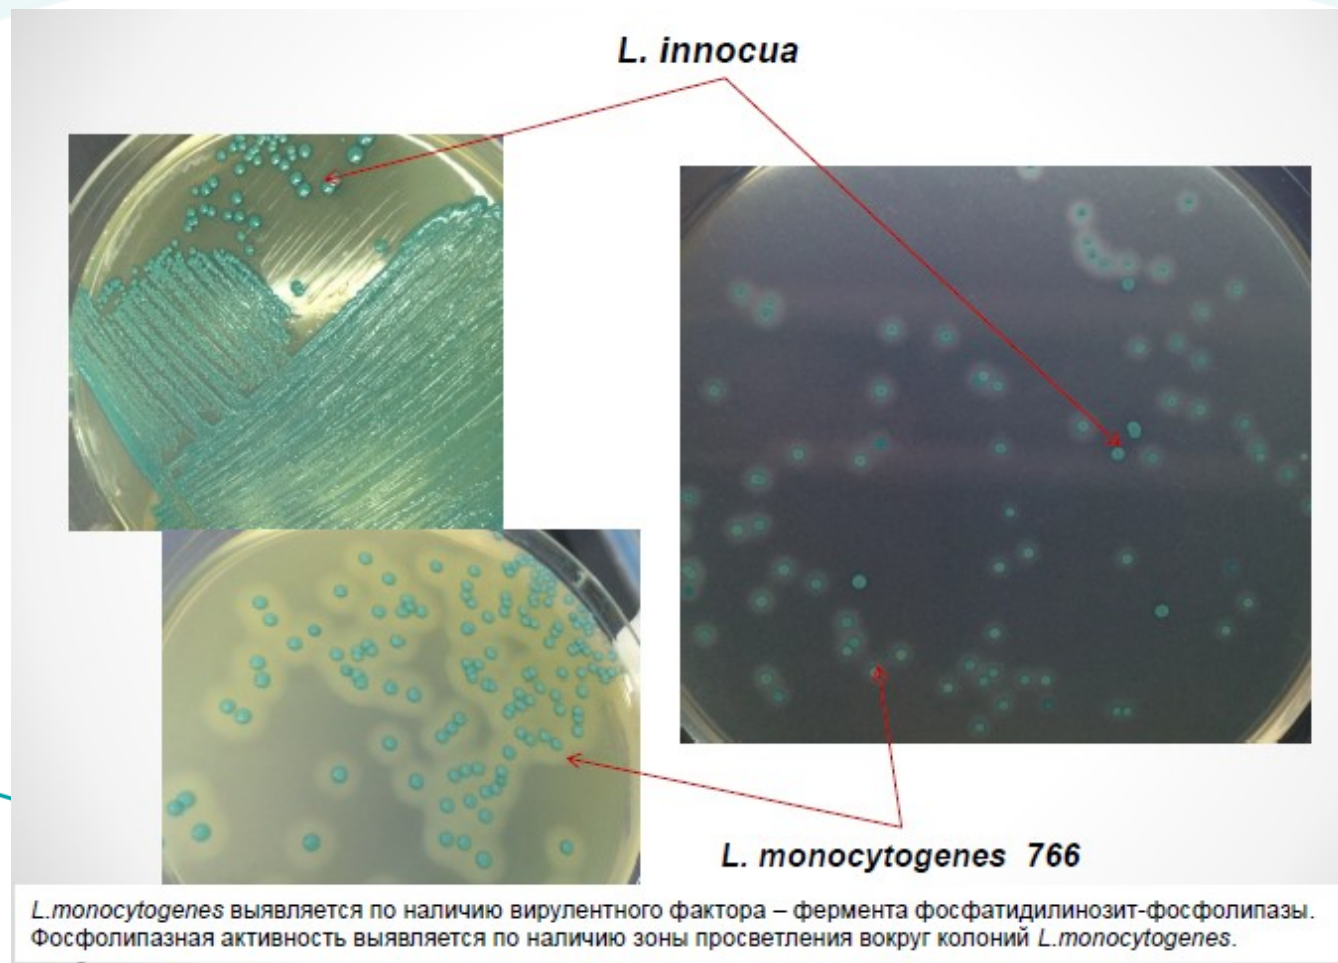 L. innocua
L. monocytogenes 766
L.monocytogenes выявляется по наличию вирулентного фактора – фермента фосфатидилинозит-фосфолипазы.
Фосфолипазная активность выявляется по наличию зоны просветления вокруг колоний L.monocytogenes.